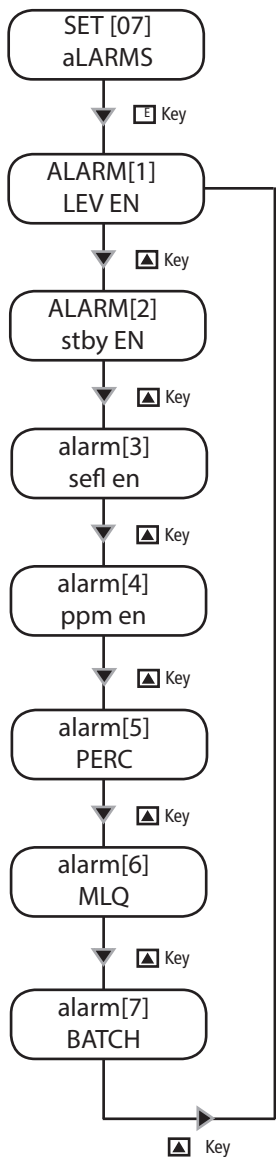 SET [07]
aLARMS
E Key
ALARM[1]
LEV EN
Key
ALARM[2]
stby EN
Key
alarm[3]
sefl en
Key
alarm[4]
ppm en
Key
alarm[5]
PERC
Key
alarm[6]
MLQ
Key
alarm[7]
BATCH
Key